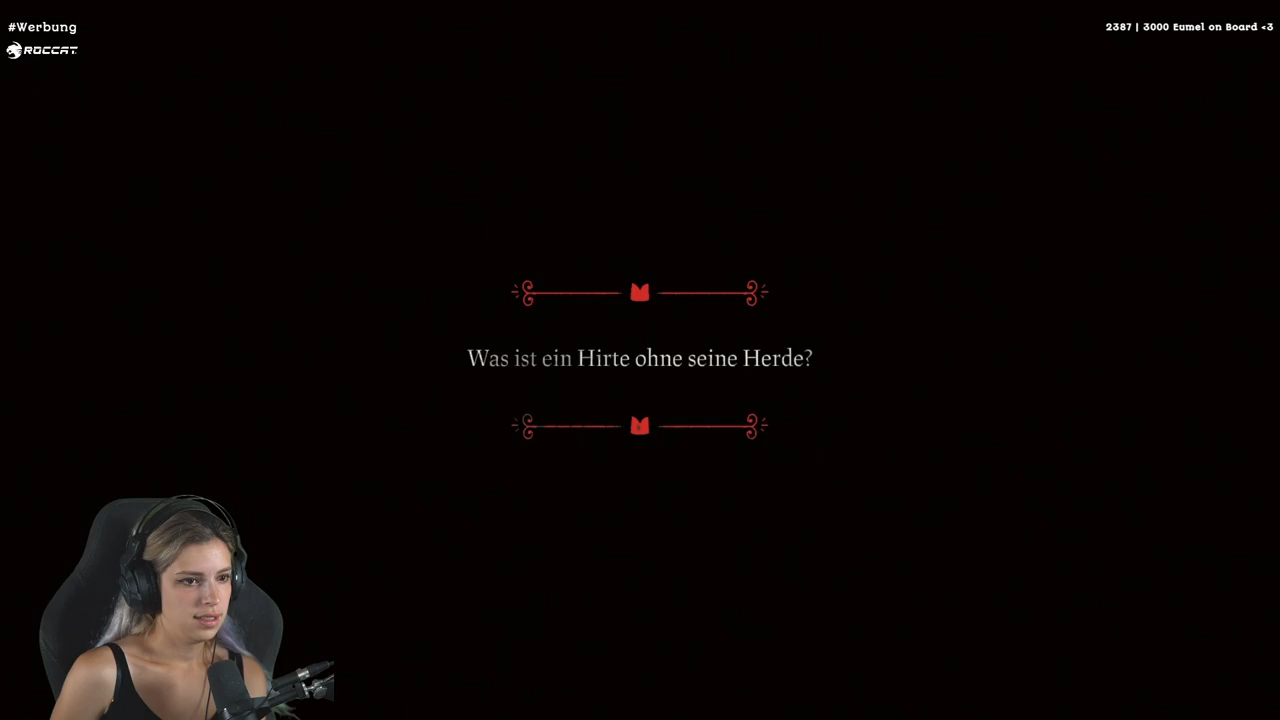 #Werbung
ROCCAT
2387 | 3000 Eumel on Board <3
Was ist ein Hirte ohne seine Herde?